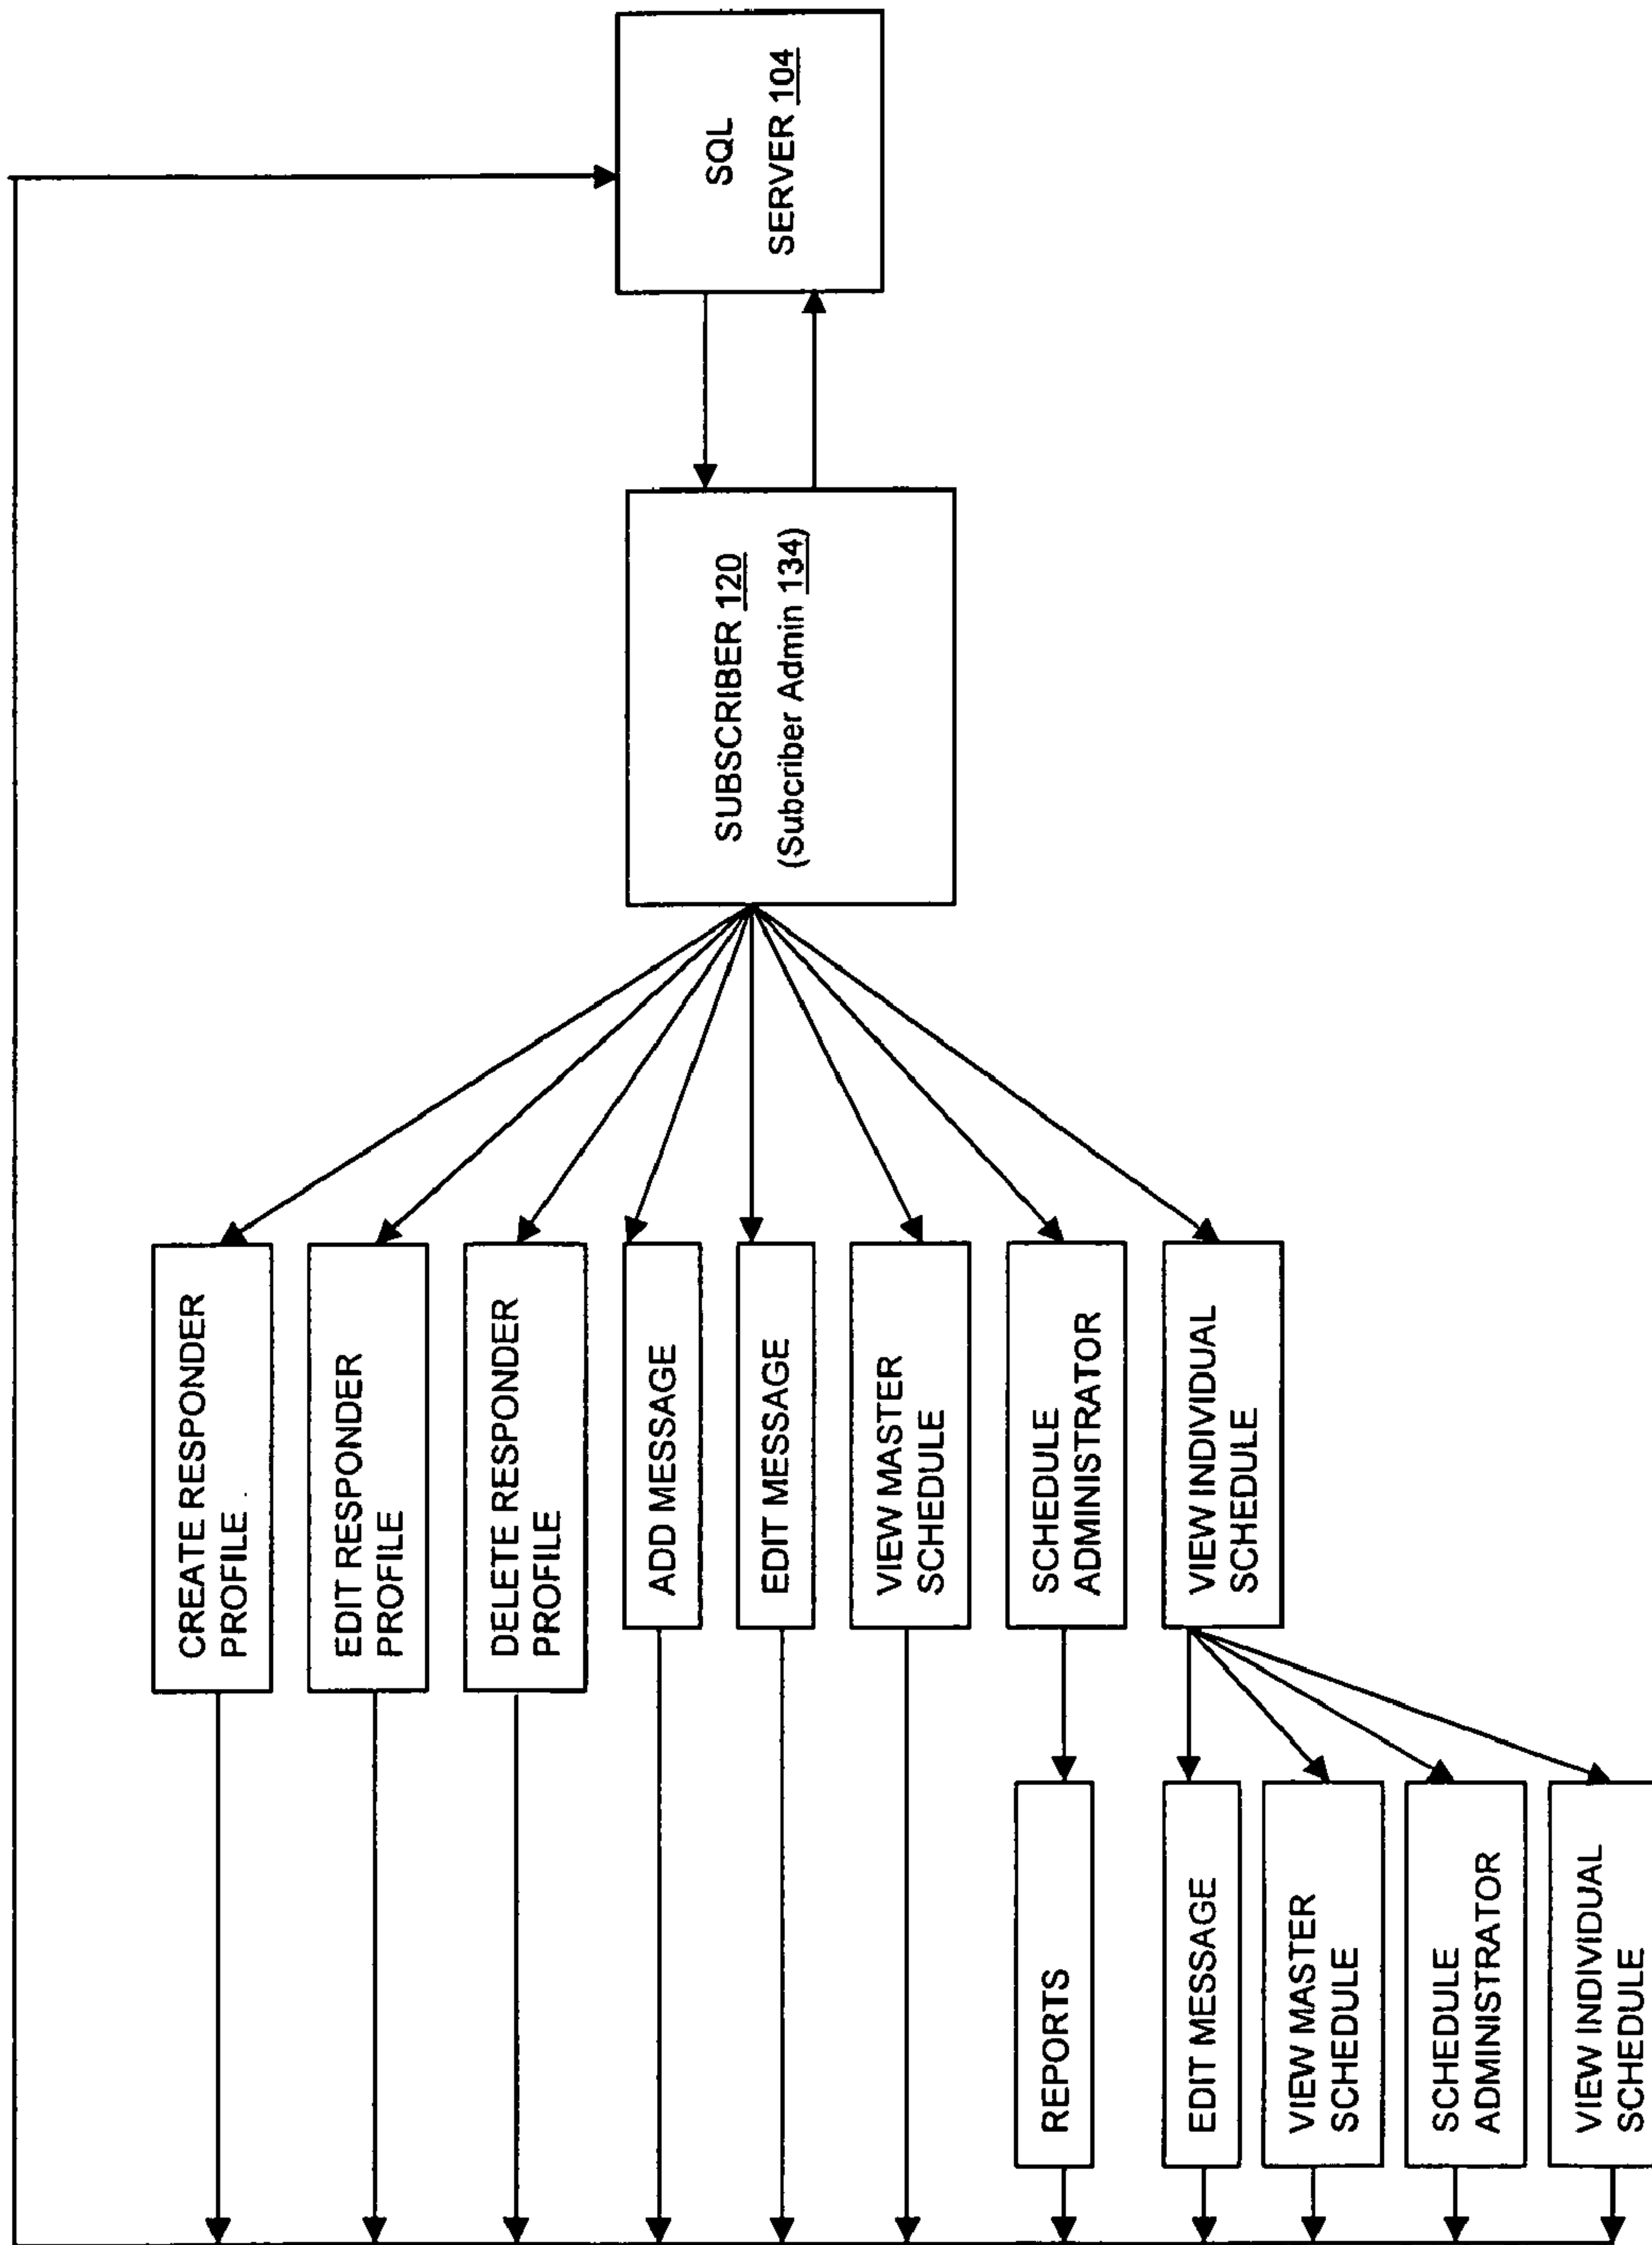 SQL
SERVER 104
SUBSCRIBER 120
(Subcriber Admin 134)
CREATE RESPONDER
PROFILE
EDIT RESPONDER
PROFILE
DELETE RESPONDER
PROFILE
ADD MESSAGE
EDIT MESSAGE
VIEW MASTER
SCHEDULE
SCHEDULE
ADMINISTRATOR
VIEW INDIVIDUAL
SCHEDULE
REPORTS
EDIT MESSAGE
VIEW MASTER
SCHEDULE
SCHEDULE
ADMINISTRATOR
VIEW INDIVIDUAL
SCHEDULE